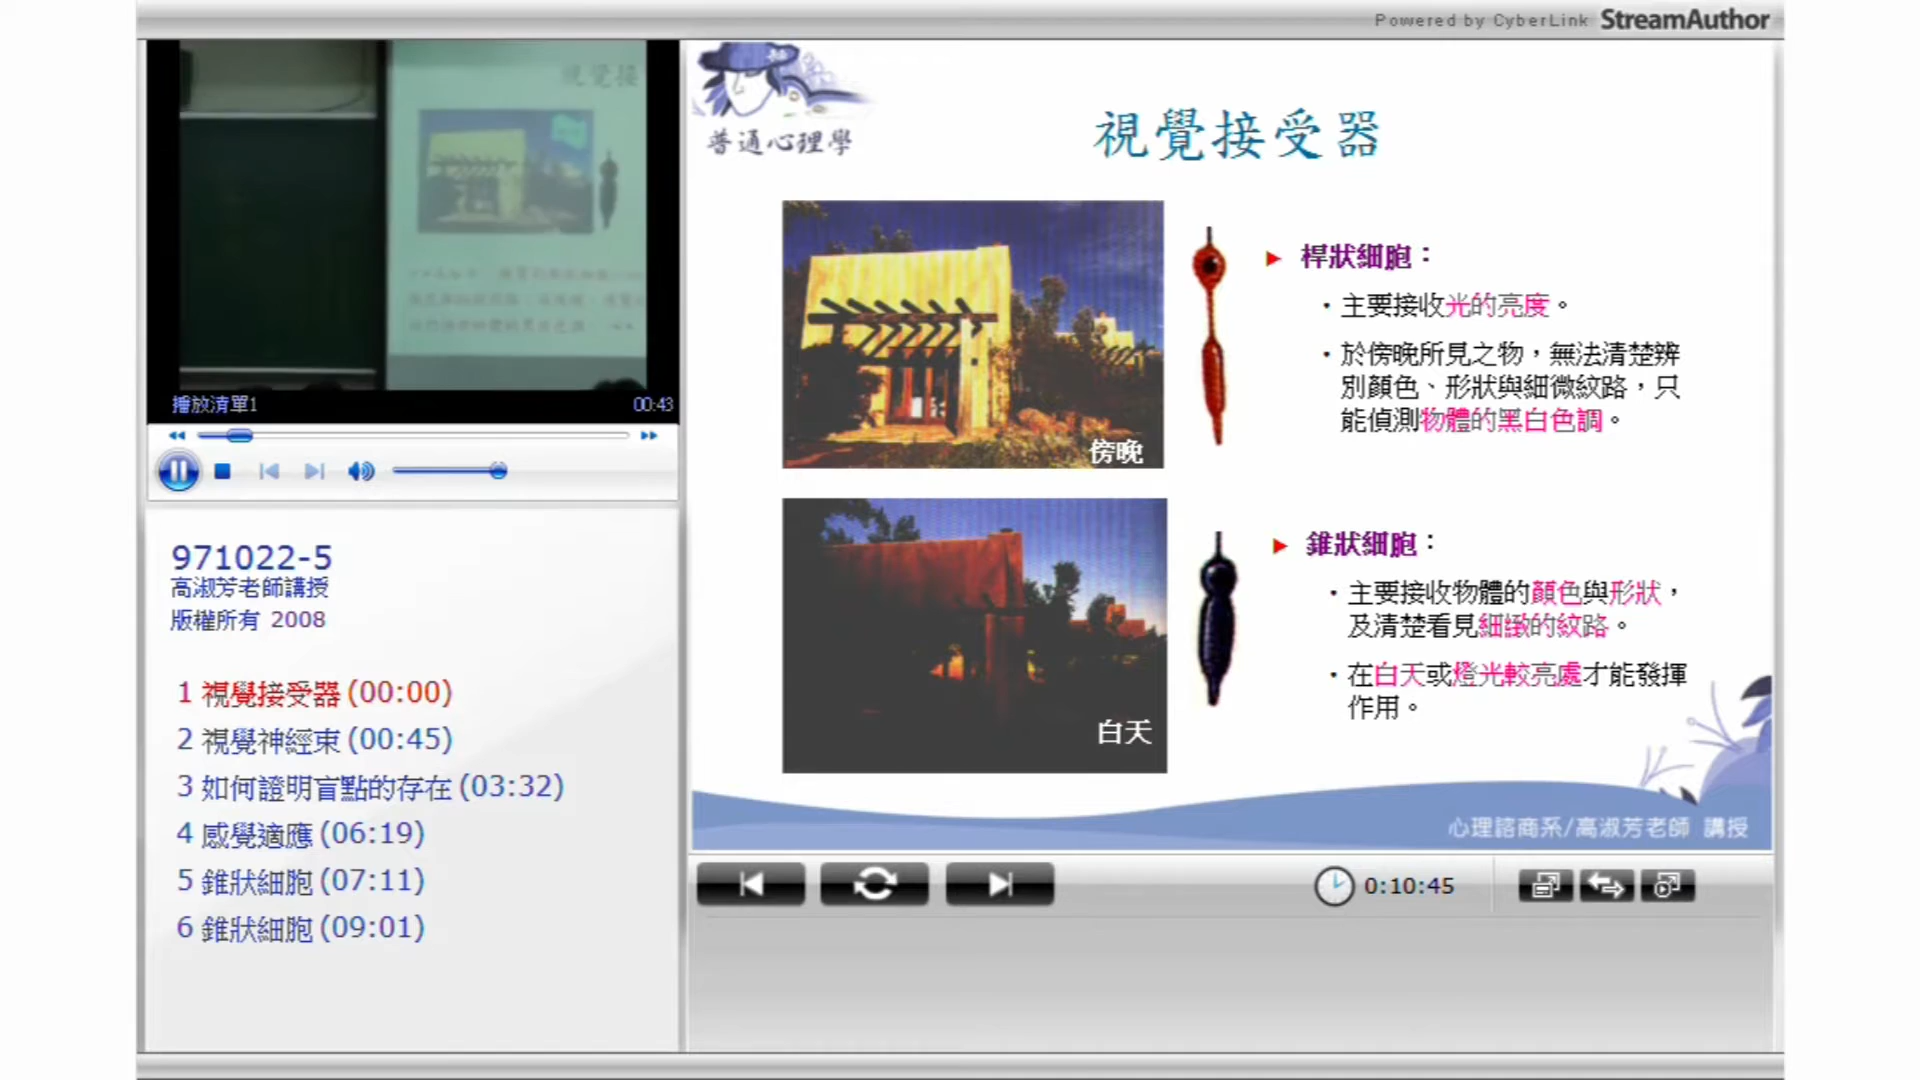 Powered by CyberLink StreamAuthor
視覺接
播放清單1
00:43
971022-5
高淑芳老師講授
版權所有 2008
1 視覺接受器 (00:00)
2 視覺神經束 (00:45)
3 如何證明盲點的存在 (03:32)
4 感覺適應 (06:19)
5 錐狀細胞 (07:11)
6 錐狀細胞 (09:01)
普通心理學
視覺接受器
傍晚
► 桿狀細胞：
・主要接收光的亮度。
・於傍晚所見之物，無法清楚辨
別顏色、形狀與細微紋路，只
能偵測物體的黑白色調。
白天
► 錐狀細胞：
・主要接收物體的顏色與形狀，
及清楚看見細緻的紋路。
・在白天或燈光較亮處才能發揮
作用。
心理諮商系/高淑芳老師 講授
0:10:45